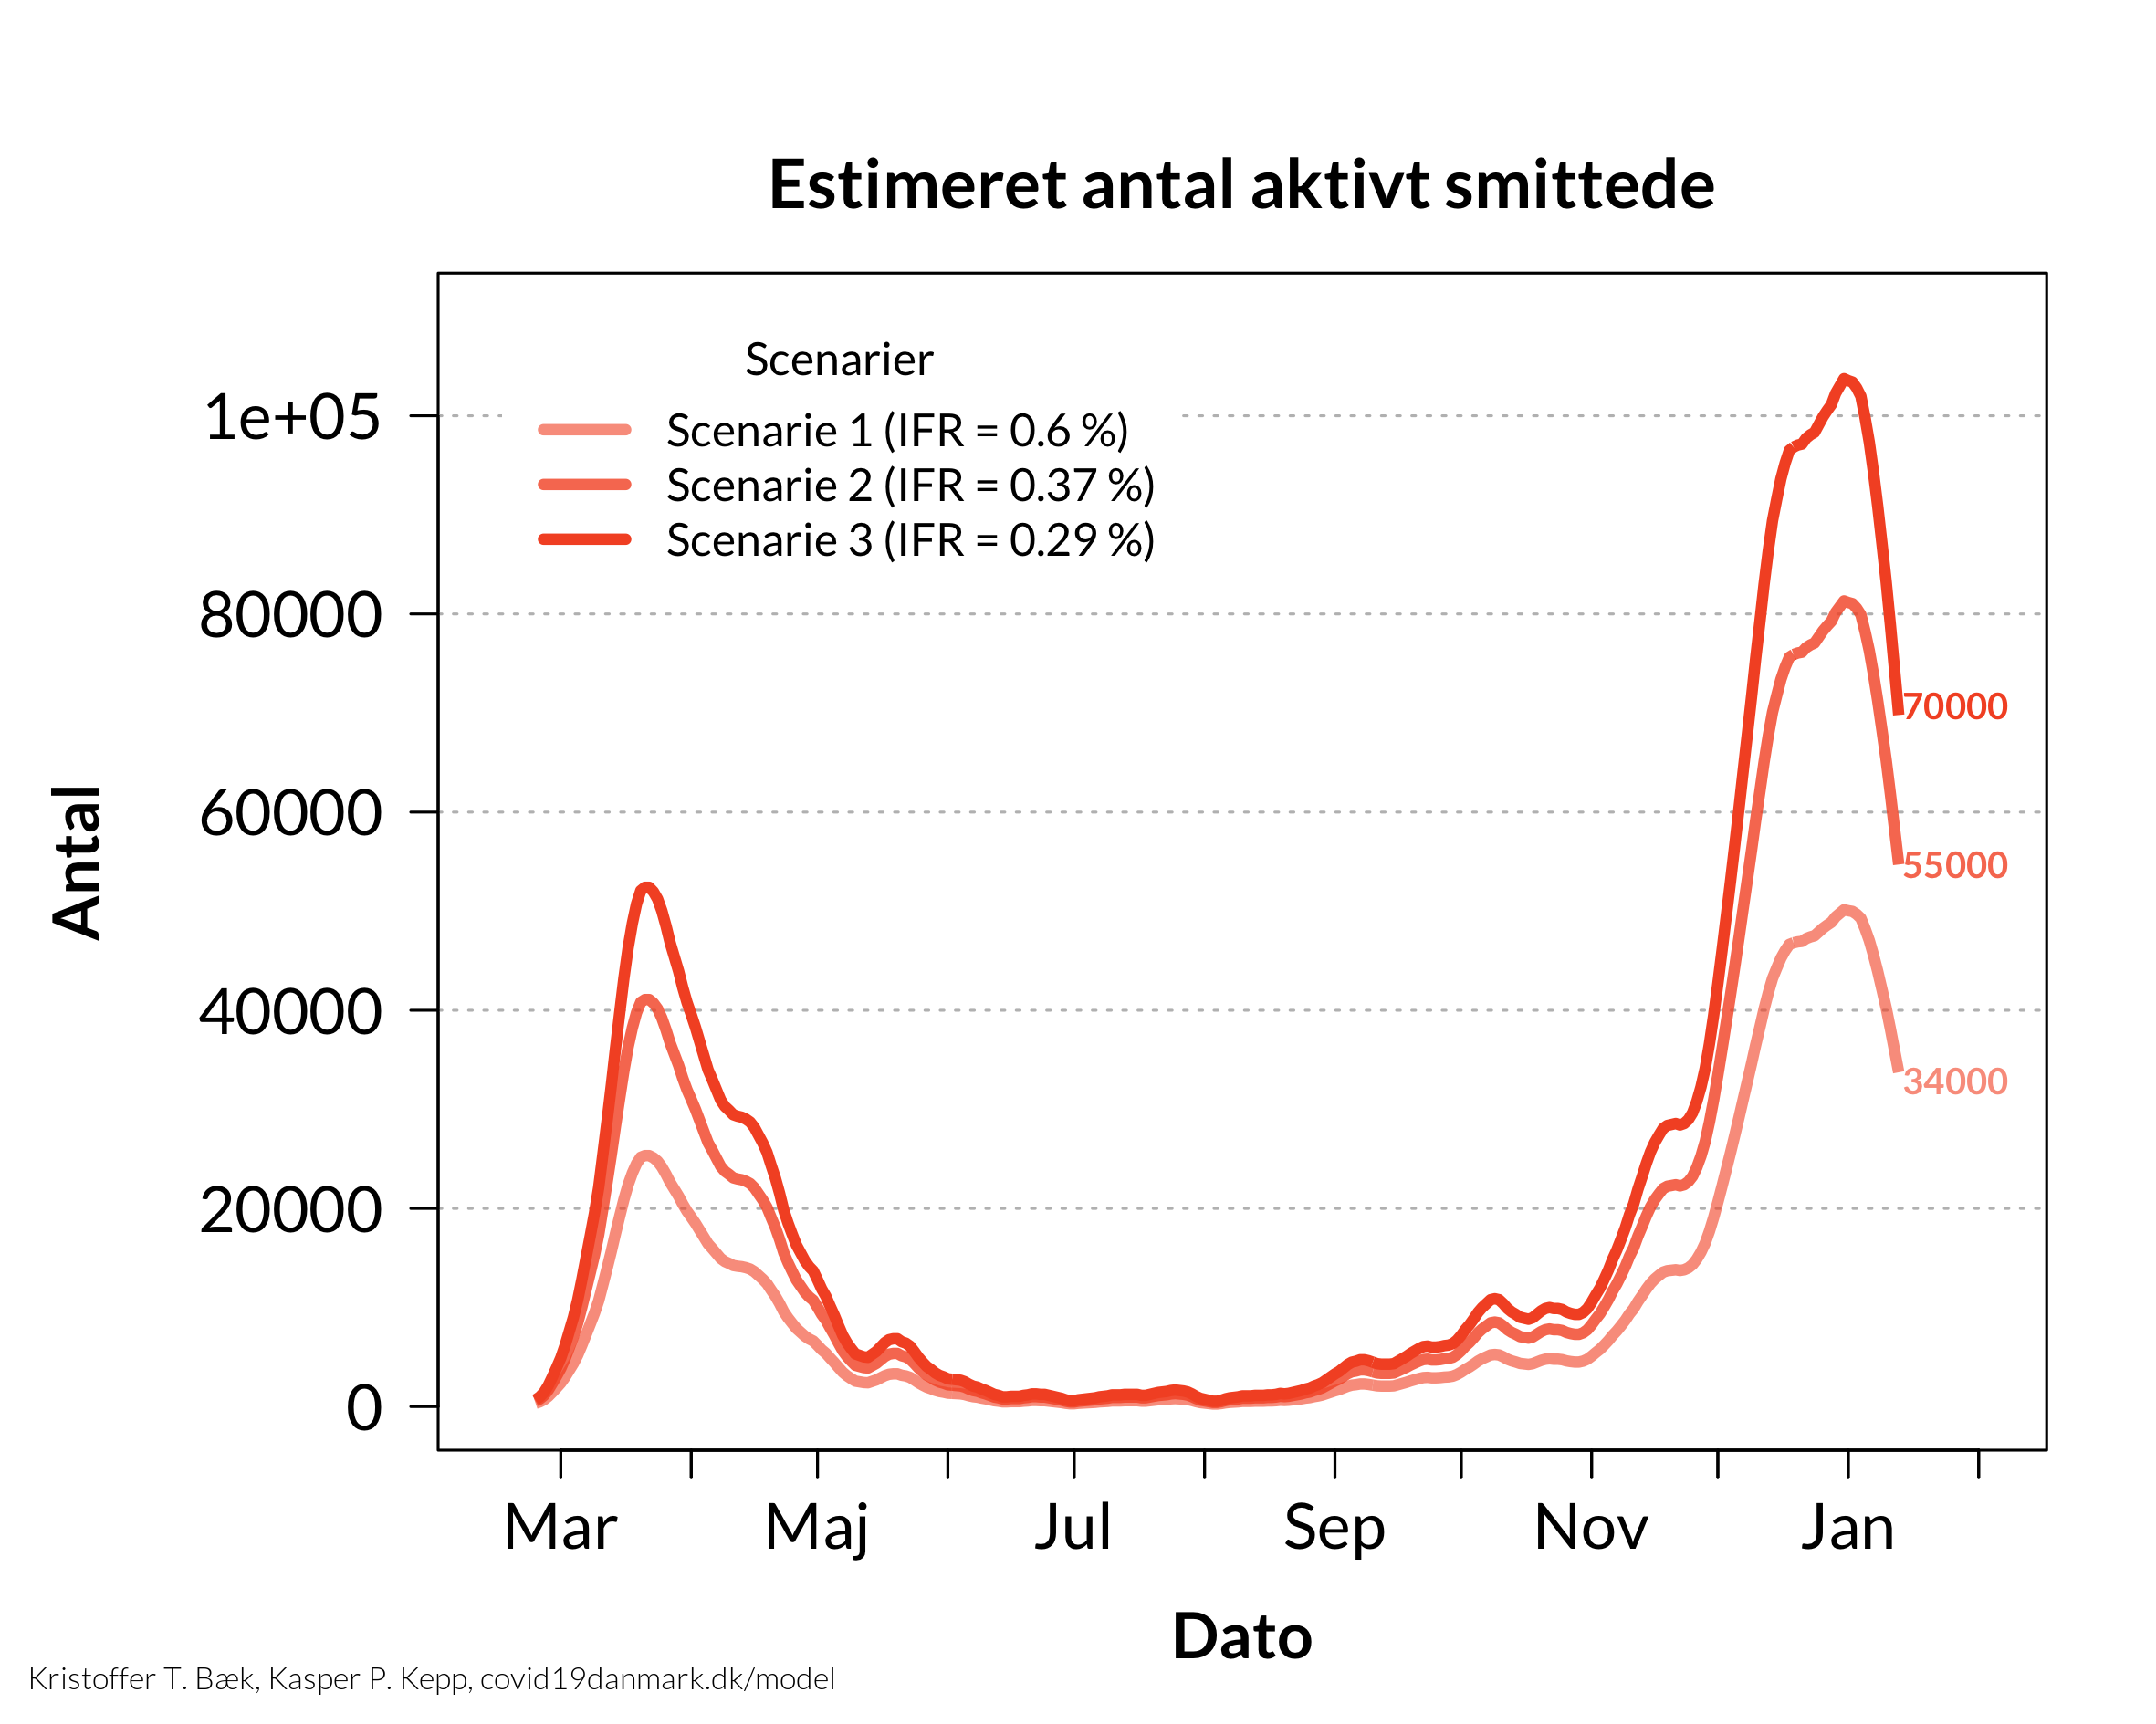 Estimeret antal aktivt smittede
Scenarier
Scenarie 1 (IFR = 0.6 %)
Scenarie 2 (IFR = 0.37 %)
Scenarie 3 (IFR = 0.29 %)
1e+05
80000
60000
40000
20000
0
Antal
70000
55000
34000
Mar Maj Jul Sep Nov Jan
Dato
Kristoffer T. Bæk, Kasper P. Kepp, covid19danmark.dk/model